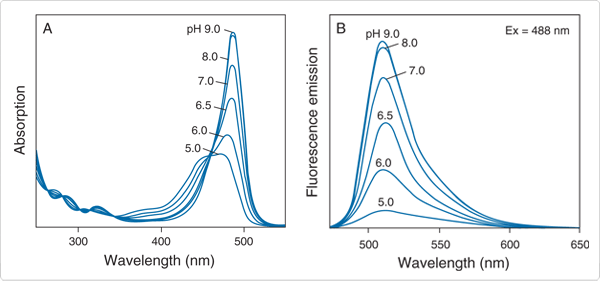 A
pH 9.0
8.0
7.0
6.5
6.0
5.0
Absorption
300
400
500
Wavelength (nm)
B
Ex = 488 nm
pH 9.0
8.0
7.0
6.5
6.0
5.0
Fluorescence emission
500
550
600
650
Wavelength (nm)